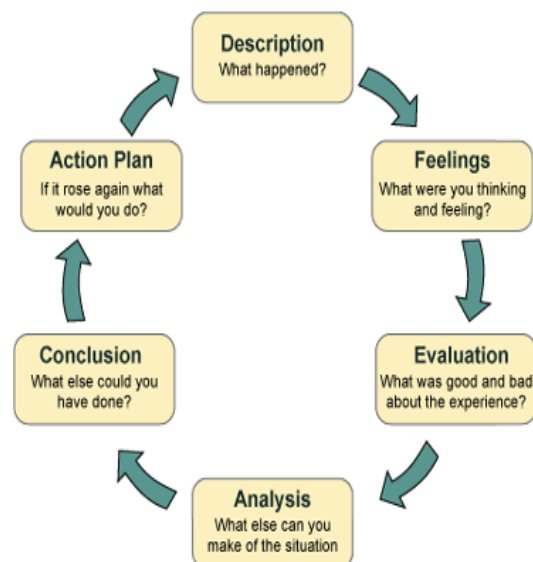 Description
What happened?
Feelings
What were you thinking
and feeling?
Evaluation
What was good and bad
about the experience?
Analysis
What else can you
make of the situation
Conclusion
What else could you
have done?
Action Plan
If it rose again what
would you do?